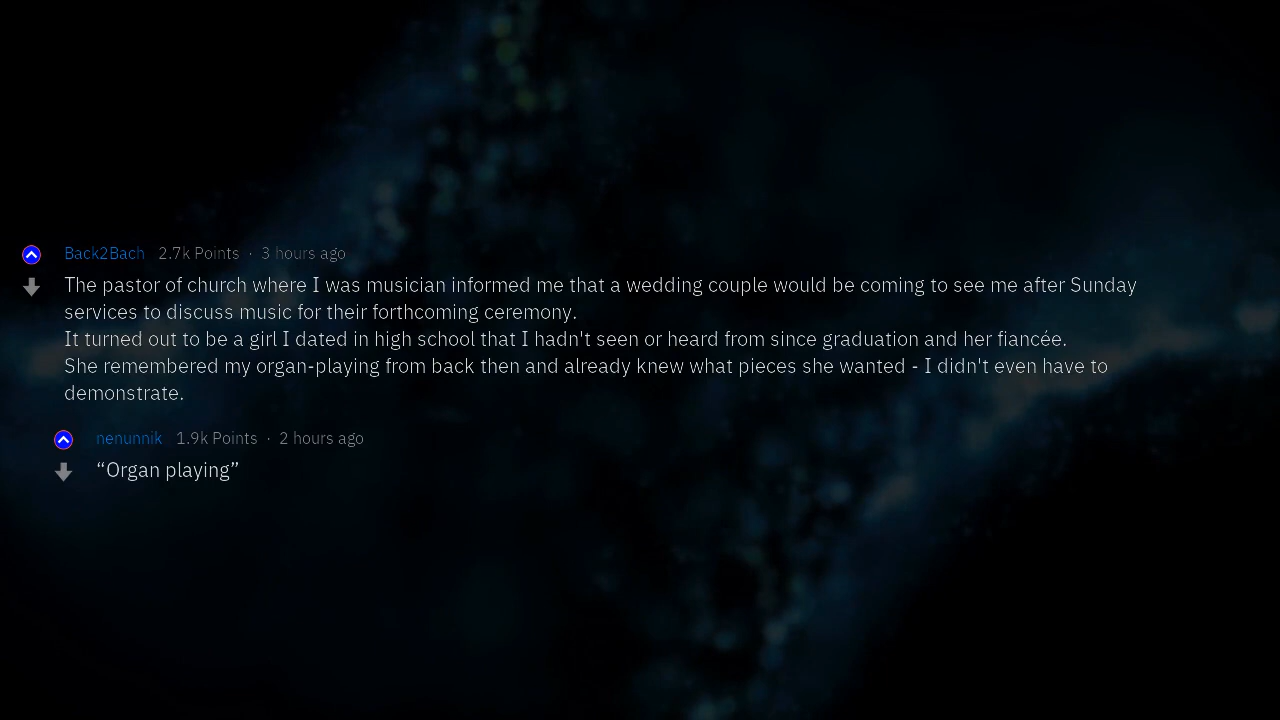 Back2Bach 2.7k Points · 3 hours ago
The pastor of church where I was musician informed me that a wedding couple would be coming to see me after Sunday
services to discuss music for their forthcoming ceremony.
It turned out to be a girl I dated in high school that I hadn't seen or heard from since graduation and her fiancée.
She remembered my organ-playing from back then and already knew what pieces she wanted - I didn't even have to
demonstrate.
nenunnik 1.9k Points · 2 hours ago
“Organ playing”